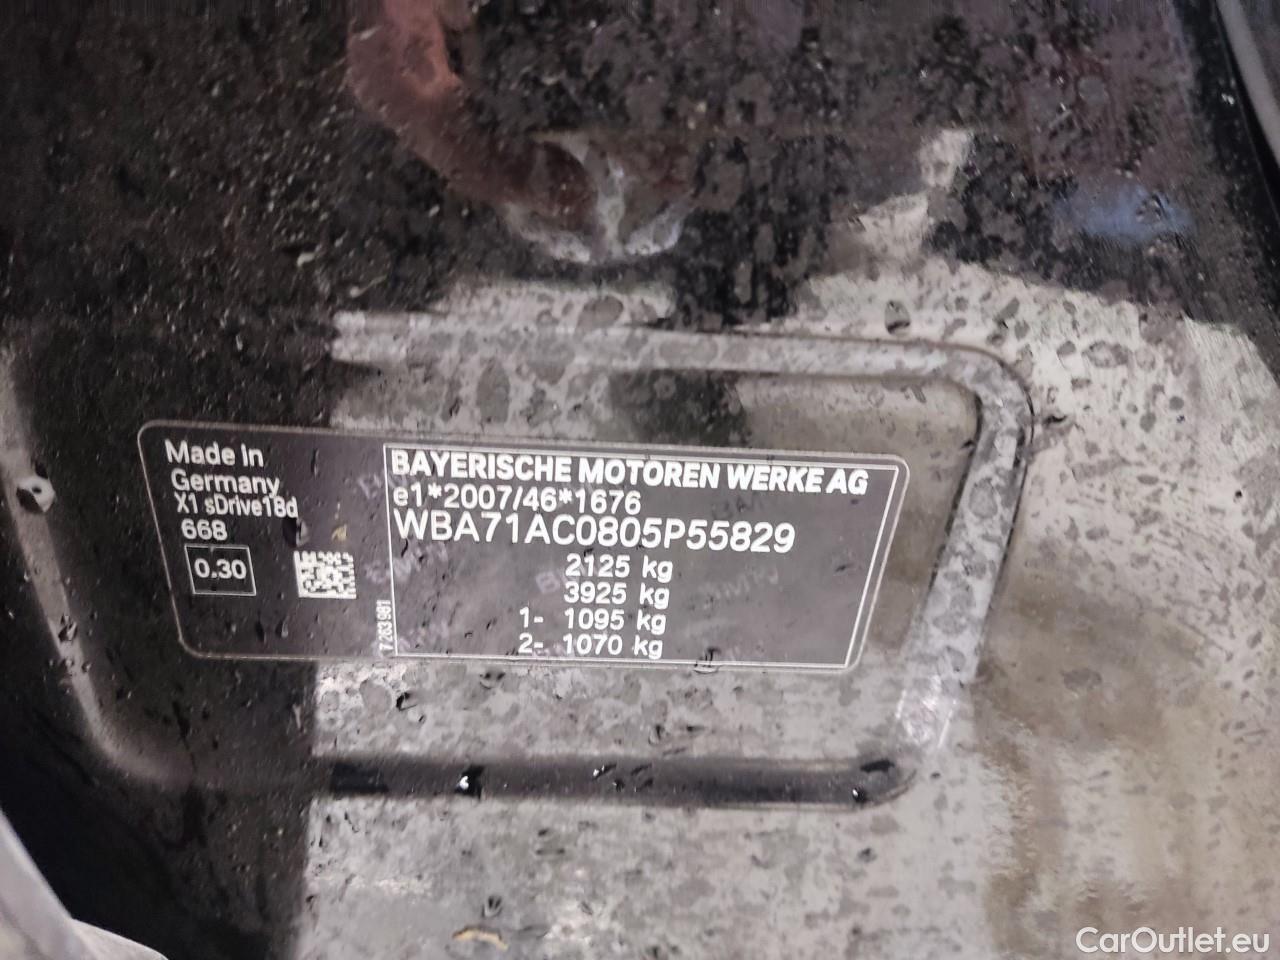 Made in
Germany
X1 sDrive18d
668
0.30
7 263 981
BAYERISCHE MOTOREN WERKE AG
e1*2007/46*1676
WBA71AC0805P55829
2125 kg
3925 kg
1- 1095 kg
2- 1070 kg
CarOutlet.eu